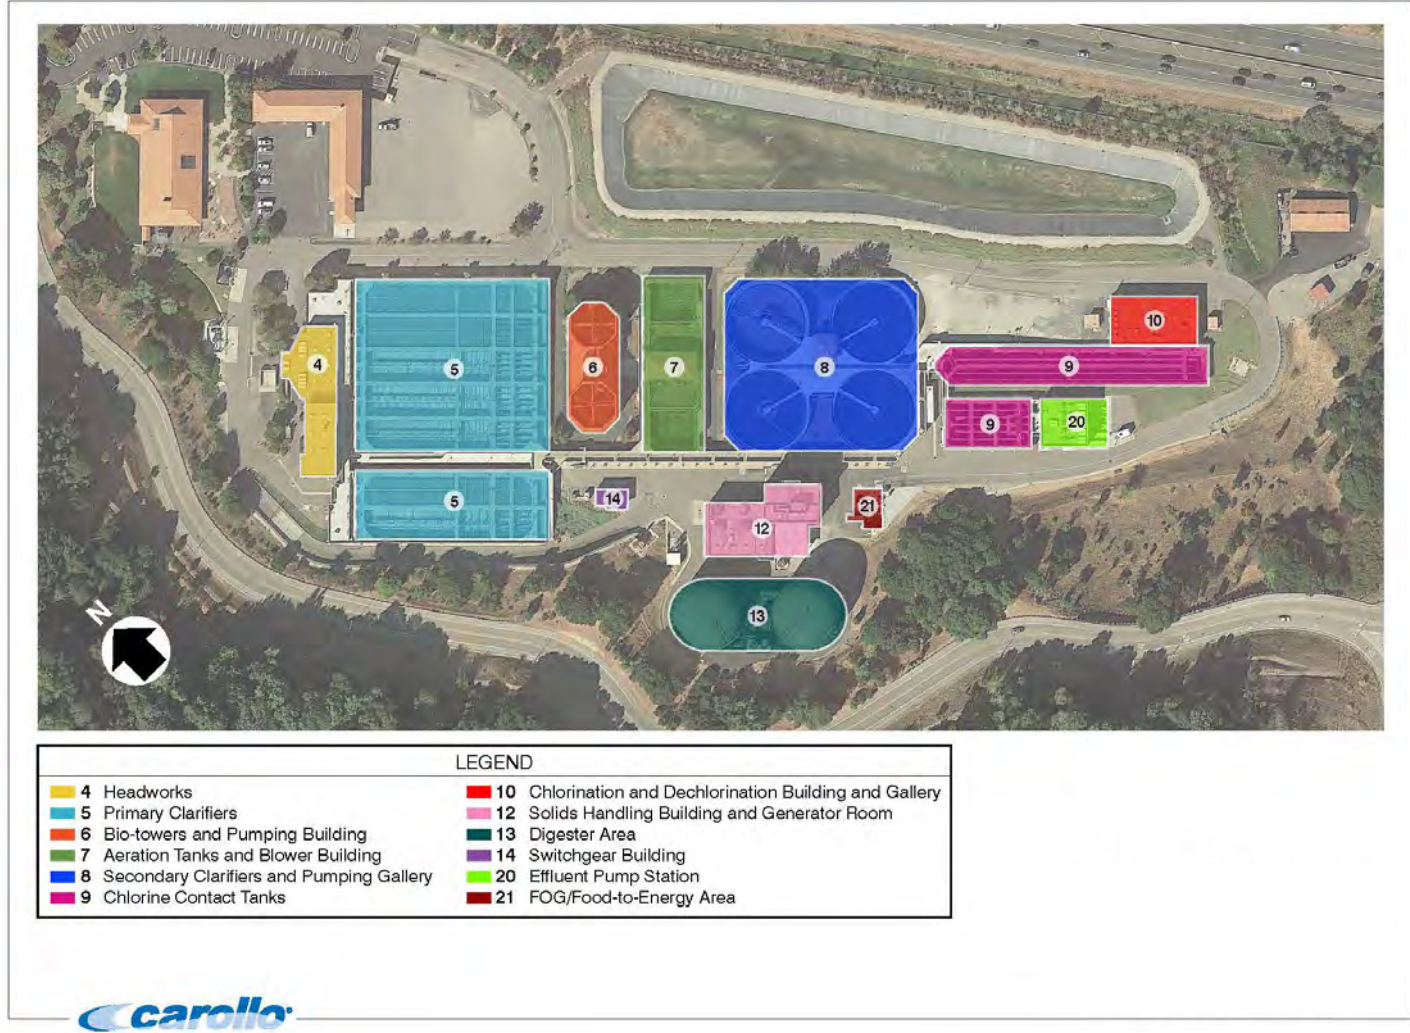 10
4
5
6
7
8
9
9
20
5
14
12
21
13
N
LEGEND
4 Headworks
5 Primary Clarifiers
6 Bio-towers and Pumping Building
7 Aeration Tanks and Blower Building
8 Secondary Clarifiers and Pumping Gallery
9 Chlorine Contact Tanks
10 Chlorination and Dechlorination Building and Gallery
12 Solids Handling Building and Generator Room
13 Digester Area
14 Switchgear Building
20 Effluent Pump Station
21 FOG/Food-to-Energy Area
carollo